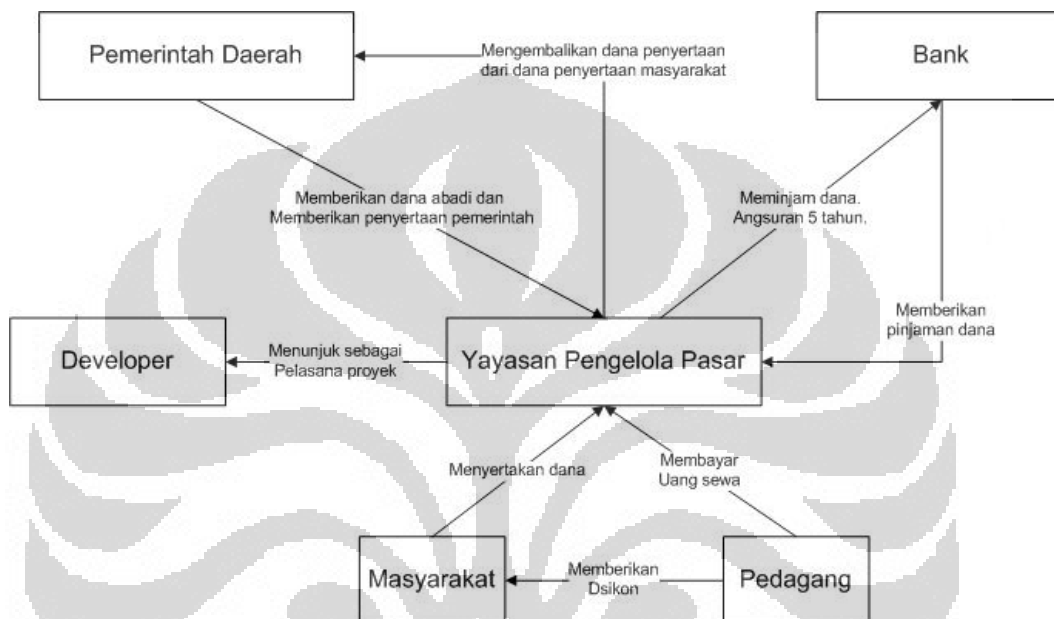 Pemerintah Daerah
Mengembalikan dana penyertaan
dari dana penyertaan masyarakat
Bank
Memberikan dana abadi dan
Memberikan penyertaan pemerintah
Meminjam dana.
Angsuran 5 tahun.
Memberikan
pinjaman dana
Developer
Menunjuk sebagai
Pelasana proyek
Yayasan Pengelola Pasar
Menyertakan dana
Membayar
Uang sewa
Masyarakat
Memberikan
Dsikon
Pedagang